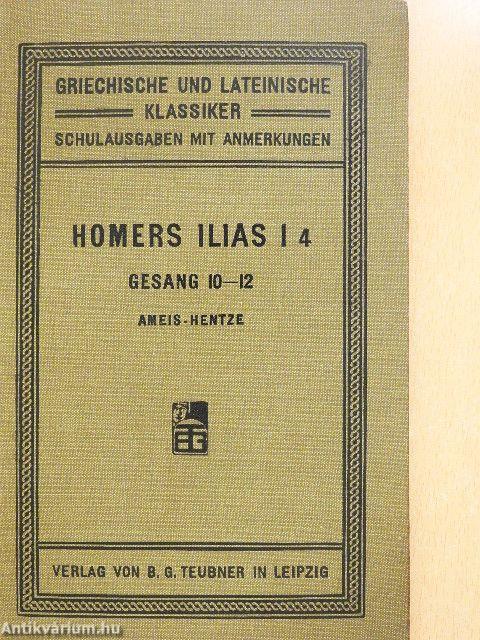 GRIECHISCHE UND LATEINISCHE
KLASSIKER
SCHULAUSGABEN MIT ANMERKUNGEN
HOMERS ILIAS I 4
GESANG 10—12
AMEIS-HENTZE
VERLAG VON B. G. TEUBNER IN LEIPZIG
Antikvárium.hu